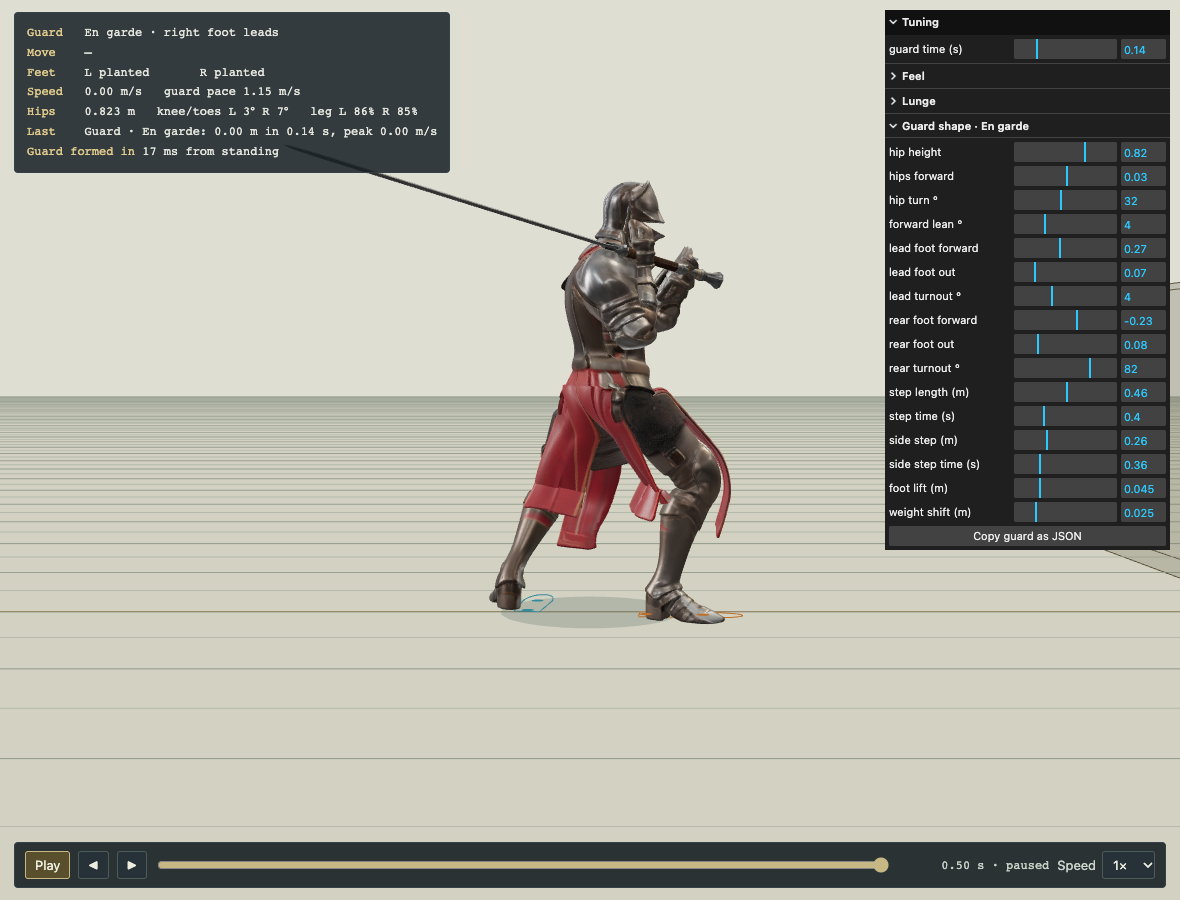 Guard En garde · right foot leads
Move —
Feet L planted R planted
Speed 0.00 m/s guard pace 1.15 m/s
Hips 0.823 m knee/toes L 3° R 7° leg L 86% R 85%
Last Guard · En garde: 0.00 m in 0.14 s, peak 0.00 m/s
Guard formed in 17 ms from standing
Tuning
guard time (s) 0.14
Feel
Lunge
Guard shape · En garde
hip height 0.82
hips forward 0.03
hip turn ° 32
forward lean ° 4
lead foot forward 0.27
lead foot out 0.07
lead turnout ° 4
rear foot forward -0.23
rear foot out 0.08
rear turnout ° 82
step length (m) 0.46
step time (s) 0.4
side step (m) 0.26
side step time (s) 0.36
foot lift (m) 0.045
weight shift (m) 0.025
Copy guard as JSON
Play 0.50 s · paused Speed 1×